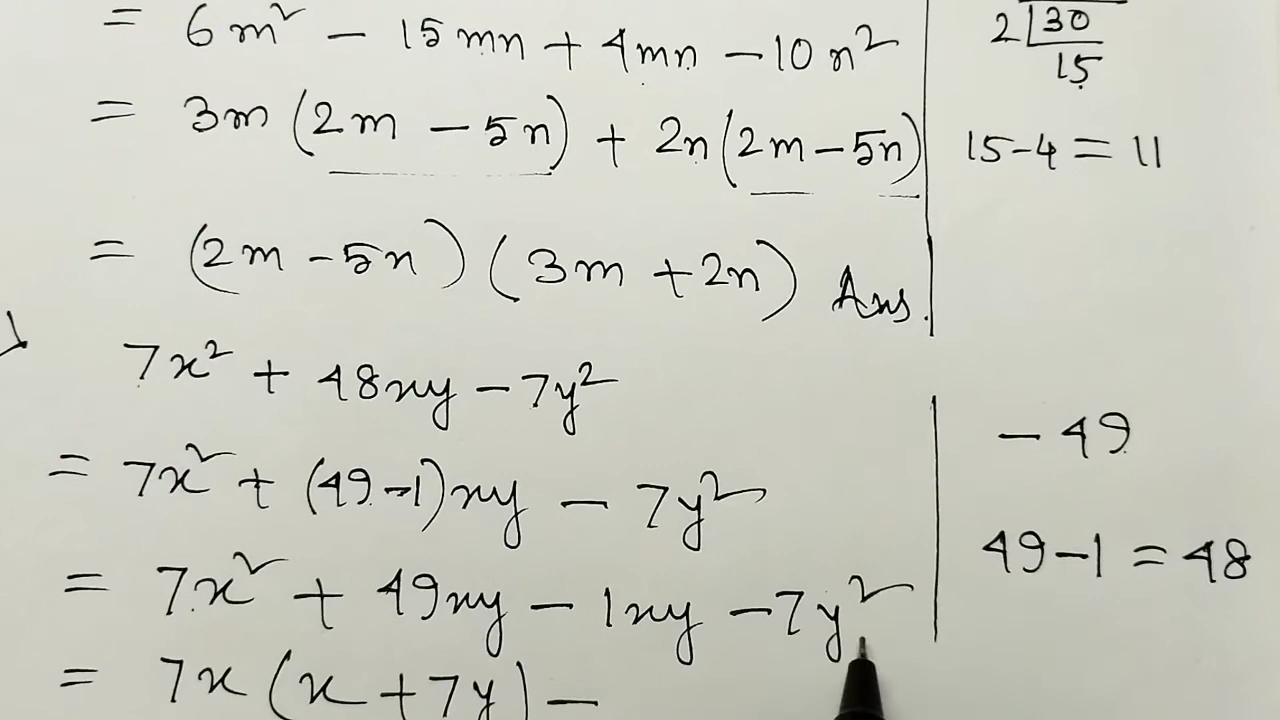 = 6m² - 15mn + 4mn - 10n²
= 3m (2m - 5n) + 2n (2m - 5n)
= (2m - 5n) (3m + 2n) Ans.
2 | 30
15
15 - 4 = 11
7x² + 48xy - 7y²
= 7x² + (49 - 1)xy - 7y²
= 7x² + 49xy - 1xy - 7y²
= 7x (x + 7y) -
- 49
49 - 1 = 48